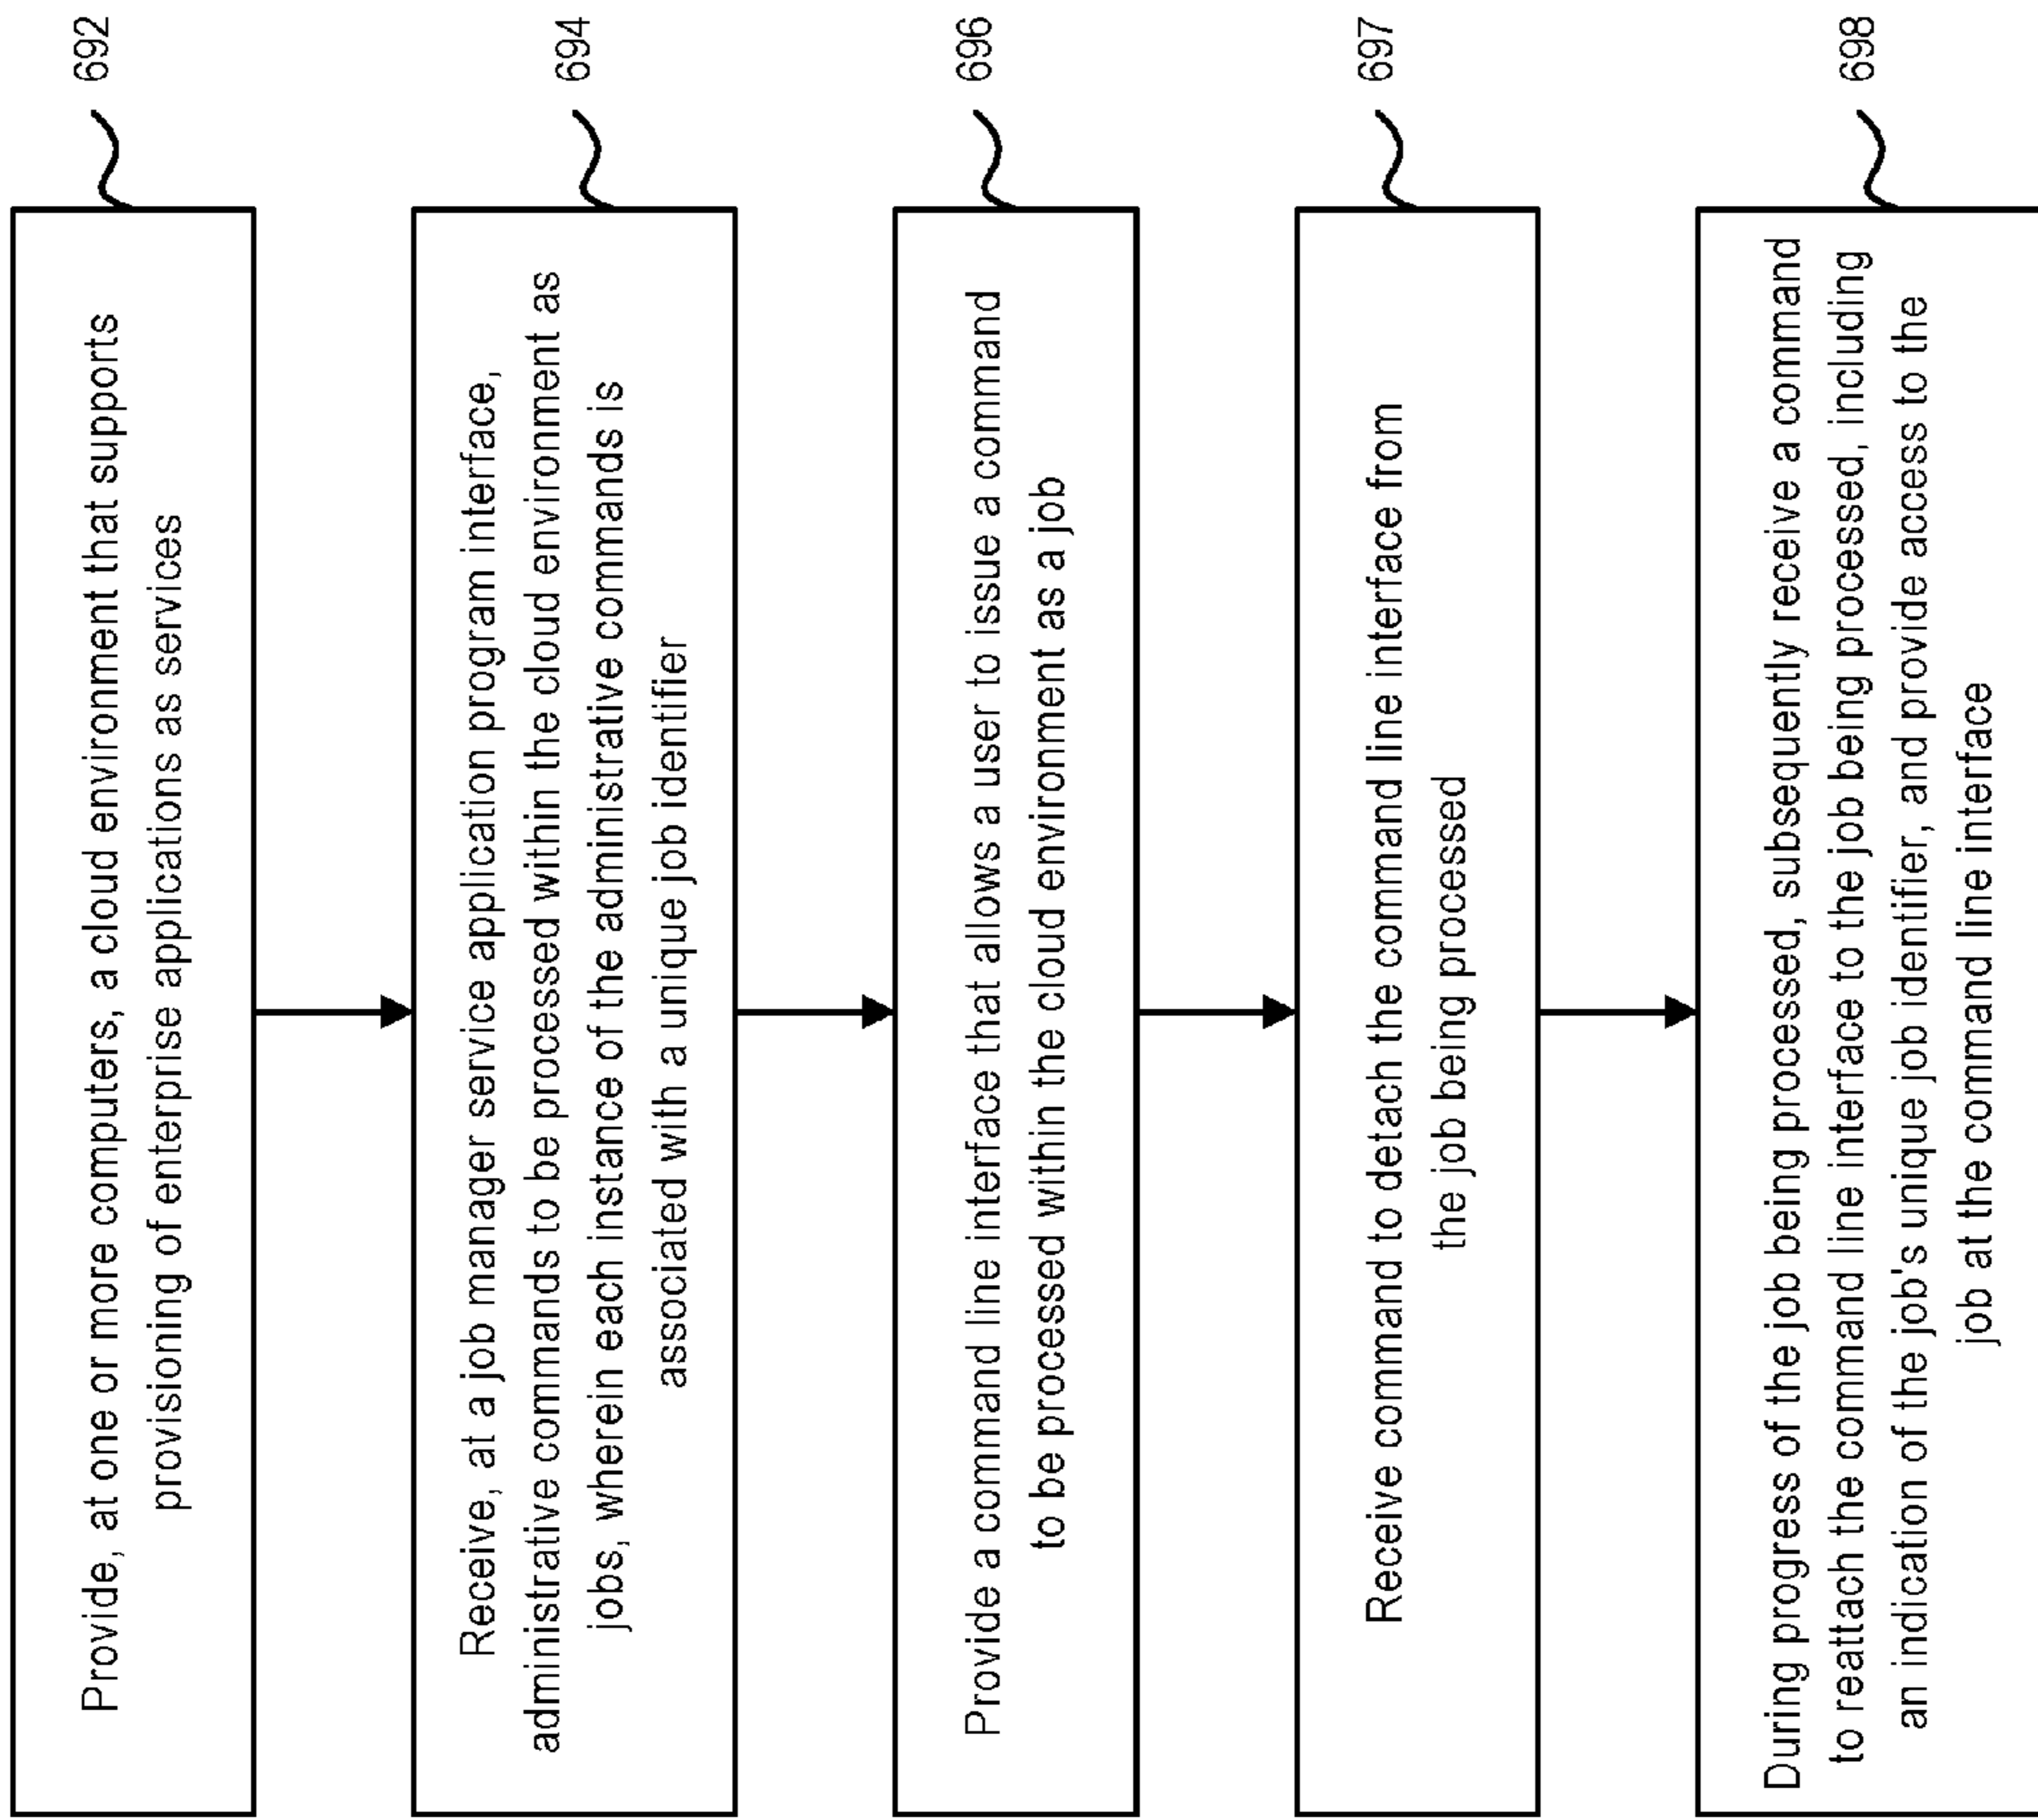 692
Provide, at one or more computers, a cloud environment that supports
provisioning of enterprise applications as services
694
Receive, at a job manager service application program interface,
administrative commands to be processed within the cloud environment as
jobs, wherein each instance of the administrative commands is
associated with a unique job identifier
696
Provide a command line interface that allows a user to issue a command
to be processed within the cloud environment as a job
697
Receive command to detach the command line interface from
the job being processed
698
During progress of the job being processed, subsequently receive a command
to reattach the command line interface to the job being processed, including
an indication of the job's unique job identifier, and provide access to the
job at the command line interface